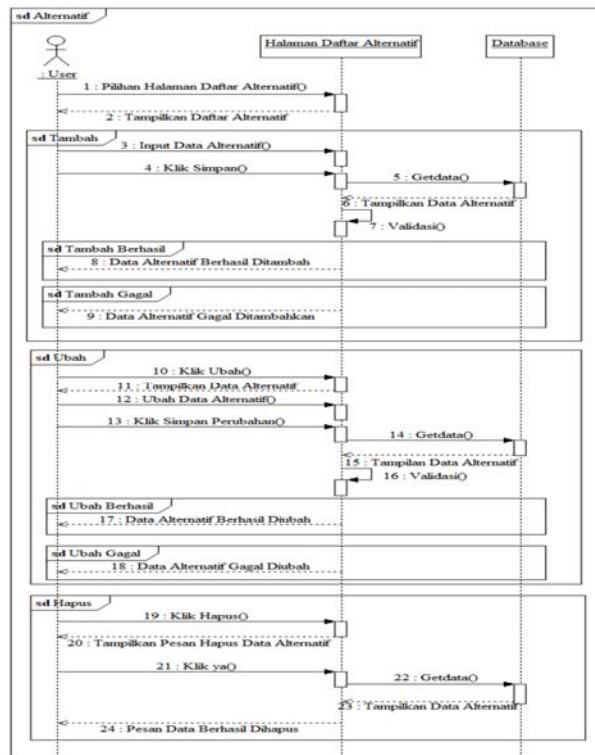 sd Alternatif
Halaman Daftar Alternatif
Database
: User
1 : Pilihan Halaman Daftar Alternatif()
2 : Tampilkan Daftar Alternatif
sd Tambah
3 : Input Data Alternatif()
4 : Klik Simpan()
5 : Getdata()
6 : Tampilkan Data Alternatif
7 : Validasi()
sd Tambah Berhasil
8 : Data Alternatif Berhasil Ditambah
sd Tambah Gagal
9 : Data Alternatif Gagal Ditambahkan
sd Ubah
10 : Klik Ubah()
11 : Tampilkan Data Alternatif
12 : Ubah Data Alternatif()
13 : Klik Simpan Perubahan()
14 : Getdata()
15 : Tampilan Data Alternatif
16 : Validasi()
sd Ubah Berhasil
17 : Data Alternatif Berhasil Diubah
sd Ubah Gagal
18 : Data Alternatif Gagal Diubah
sd Hapus
19 : Klik Hapus()
20 : Tampilkan Pesan Hapus Data Alternatif
21 : Klik ya()
22 : Getdata()
23 : Tampilkan Data Alternatif
24 : Pesan Data Berhasil Dihapus